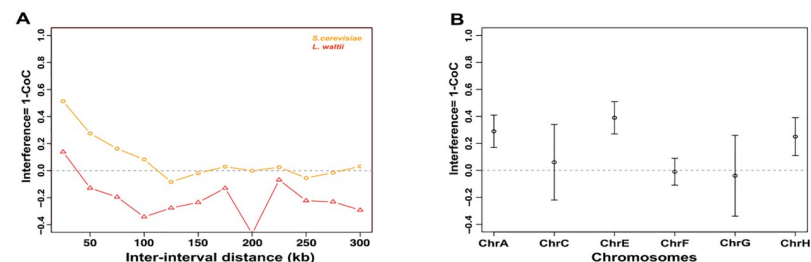 A
Interference= 1-CoC
1.0
0.8
0.6
0.4
0.2
0.0
−0.2
−0.4
S.cerevisiae
L. waltii
50
100
150
200
250
300
Inter-interval distance (kb)
B
Interference= 1-CoC
1.0
0.8
0.6
0.4
0.2
0.0
−0.2
−0.4
ChrA
ChrC
ChrE
ChrF
ChrG
ChrH
Chromosomes